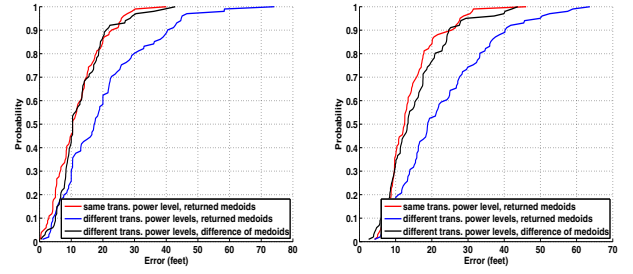 1
0.9
0.8
0.7
0.6
0.5
0.4
0.3
0.2
0.1
0
Probability
same trans. power level, returned medoids
different trans. power levels, returned medoids
different trans. power levels, difference of medoids
0 10 20 30 40 50 60 70 80
Error (feet)
1
0.9
0.8
0.7
0.6
0.5
0.4
0.3
0.2
0.1
0
Probability
same trans. power level, returned medoids
different trans. power levels, returned medoids
different trans. power levels, difference of medoids
10 20 30 40 50 60 70
Error (feet)